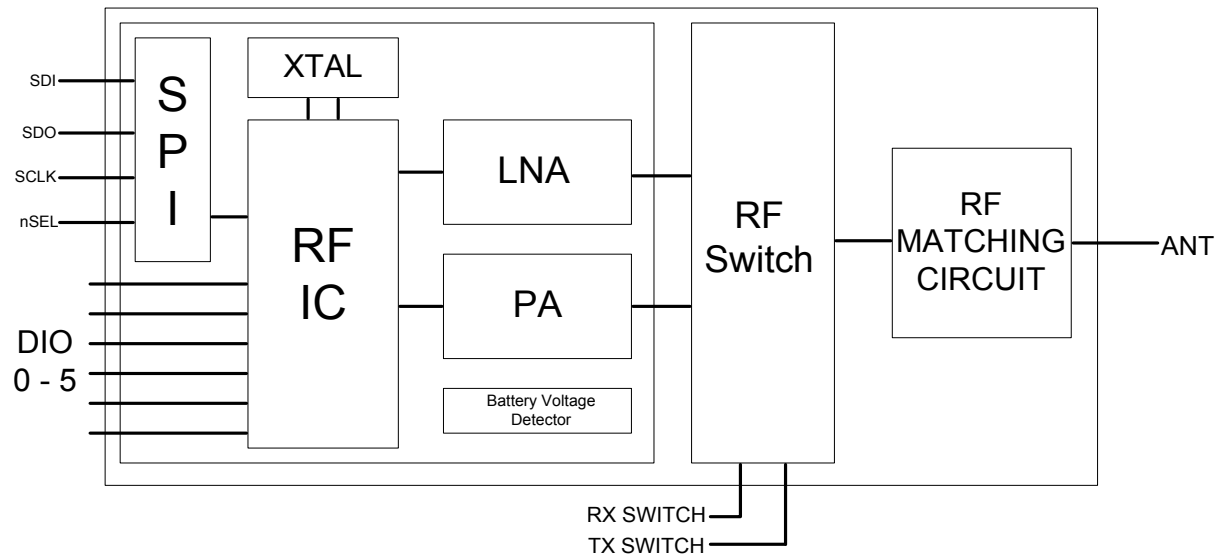 SDI
SDO
SCLK
nSEL
S
P
I
XTAL
RF
IC
DIO
0 - 5
LNA
PA
Battery Voltage
Detector
RF
Switch
RF
MATCHING
CIRCUIT
ANT
RX SWITCH
TX SWITCH